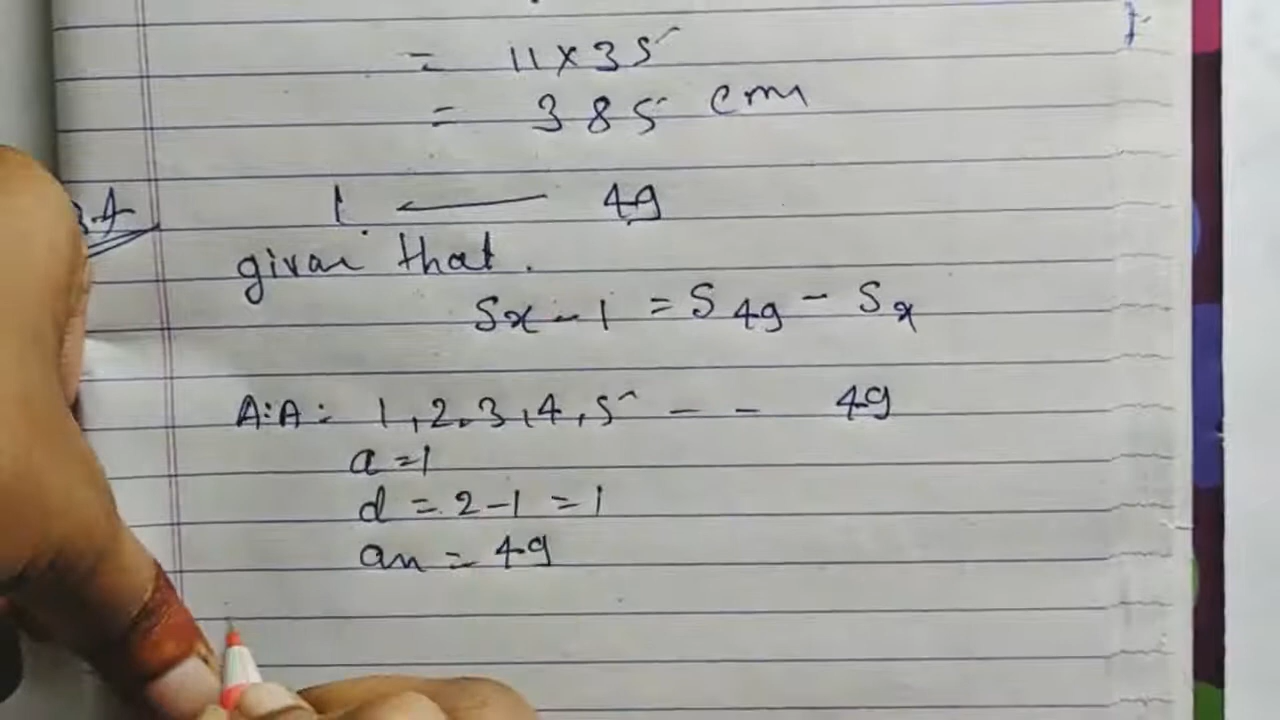 = 11×35
= 385 cm
1 ← 49
given that.
Sx-1 = S49 - Sx
A:A: 1,2,3,4,5 - - 49
a=1
d = 2-1 = 1
an = 49